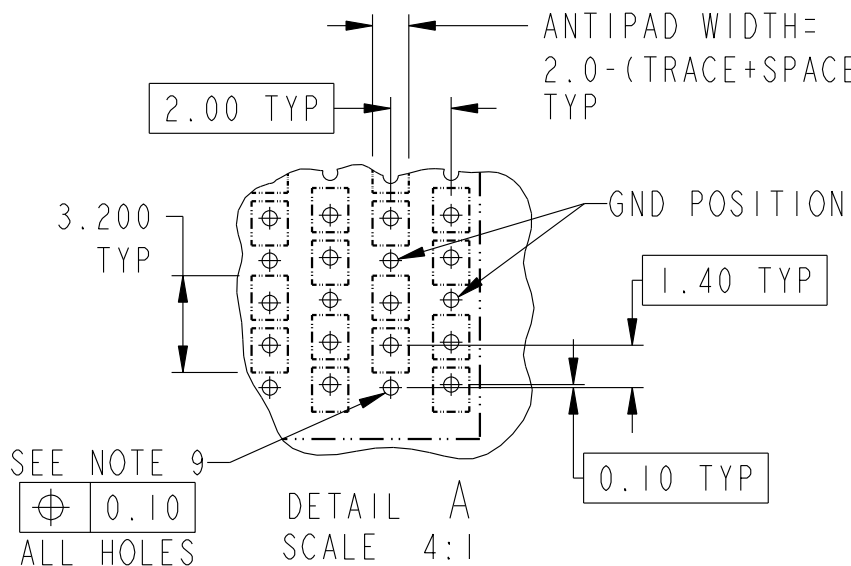 ANTIPAD WIDTH=
2.0-(TRACE+SPACE
TYP
2.00 TYP
3.200
TYP
GND POSITION
1.40 TYP
0.10 TYP
SEE NOTE 9
⌖ 0.10
ALL HOLES
DETAIL A
SCALE 4:1